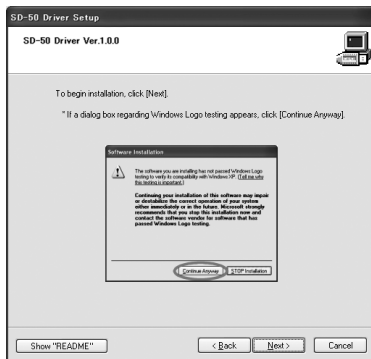 SD-50 Driver Setup
SD-50 Driver Ver.1.0.0
To begin installation, click [Next].
* If a dialog box regarding Windows Logo testing appears, click [Continue Anyway].
Software Installation
The software you are installing has not passed Windows Logo
testing to verify its compatibility with Windows XP. (Tell me why
this testing is important.)
Continuing your installation of this software may impair
or destabilize the correct operation of your system
either immediately or in the future. Microsoft strongly
recommends that you stop this installation now and
contact the software vendor for software that has
passed Windows Logo testing.
Continue Anyway STOP Installation
Show "README" < Back Next > Cancel